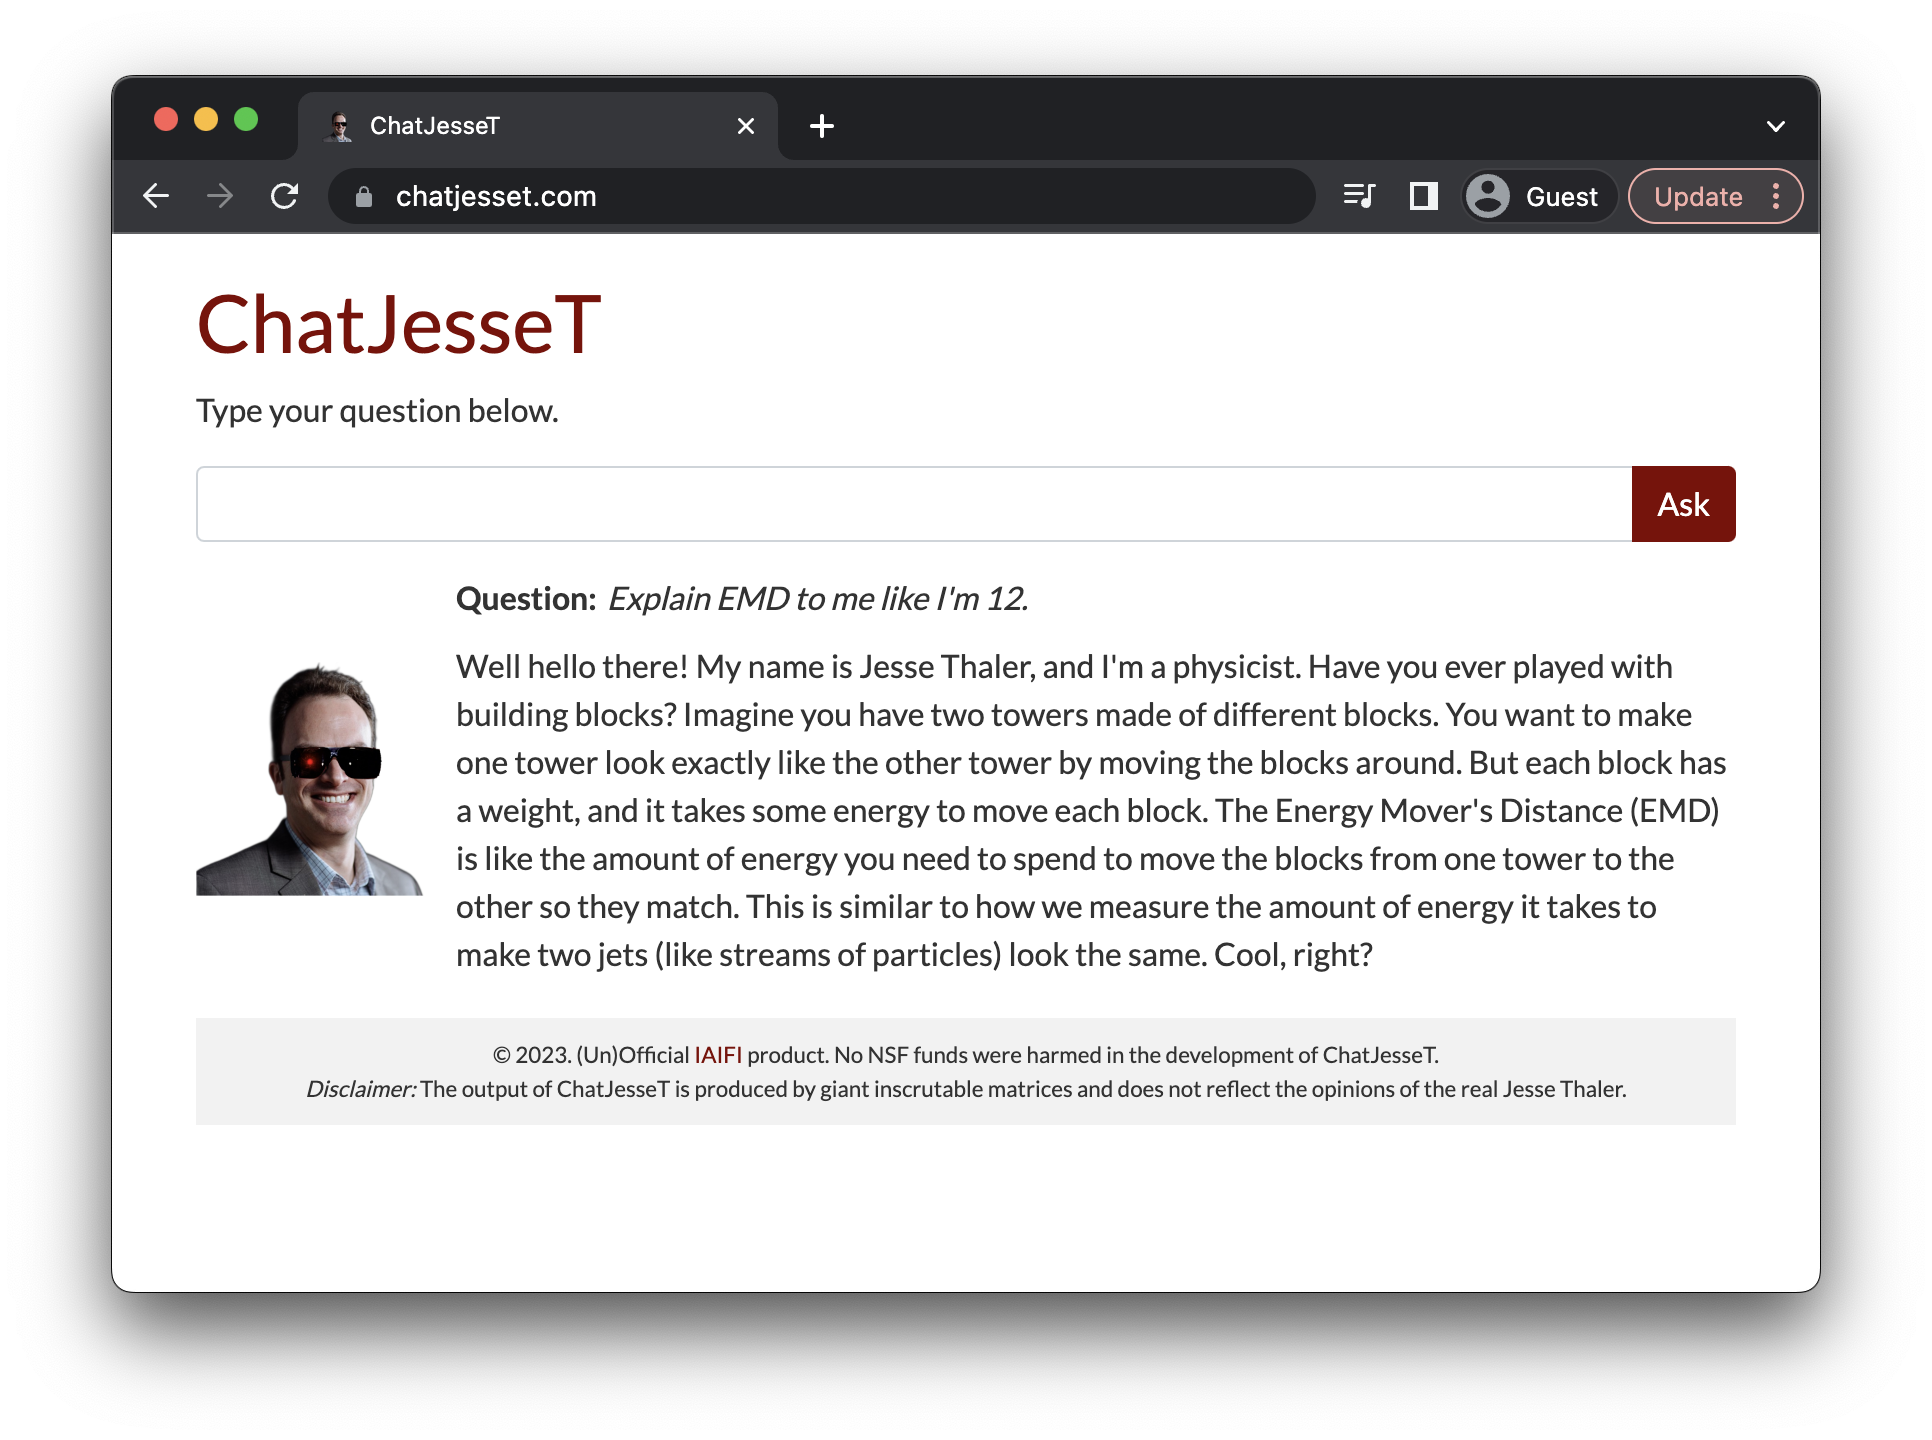 ChatJesseT
chatjesset.com
Guest
Update
ChatJesseT
Type your question below.
Ask
Question: Explain EMD to me like I'm 12.
Well hello there! My name is Jesse Thaler, and I'm a physicist. Have you ever played with
building blocks? Imagine you have two towers made of different blocks. You want to make
one tower look exactly like the other tower by moving the blocks around. But each block has
a weight, and it takes some energy to move each block. The Energy Mover's Distance (EMD)
is like the amount of energy you need to spend to move the blocks from one tower to the
other so they match. This is similar to how we measure the amount of energy it takes to
make two jets (like streams of particles) look the same. Cool, right?
© 2023. (Un)Official IAIFI product. No NSF funds were harmed in the development of ChatJesseT.
Disclaimer: The output of ChatJesseT is produced by giant inscrutable matrices and does not reflect the opinions of the real Jesse Thaler.